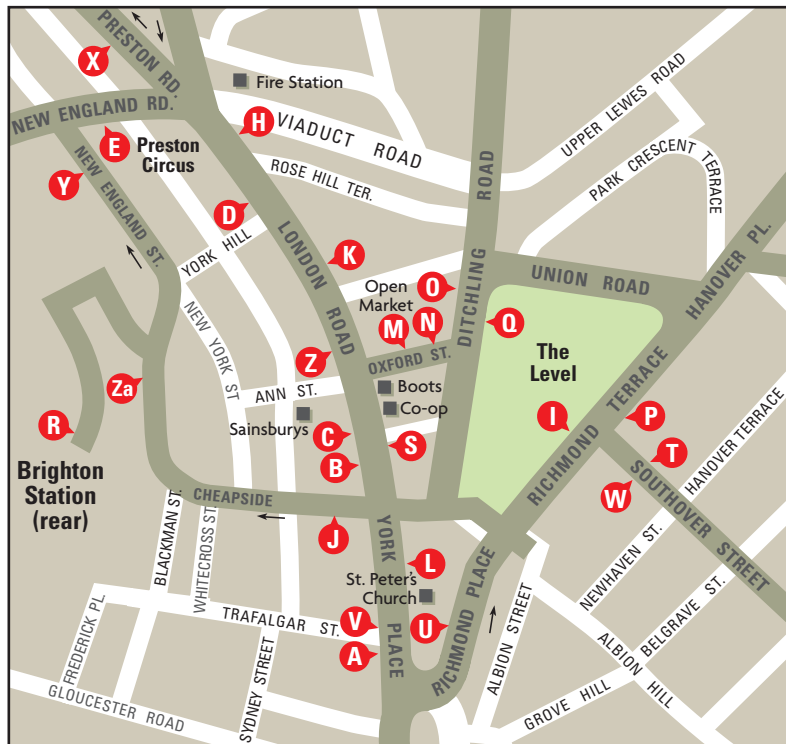 X
PRESTON RD.
Fire Station
NEW ENGLAND RD.
H
VIADUCT ROAD
UPPER LEWES ROAD
E
Preston
Circus
Y
NEW ENGLAND ST.
ROSE HILL TER.
PARK CRESCENT TERRACE
D
YORK HILL
LONDON ROAD
K
DITCHLING ROAD
UNION ROAD
HANOVER PL.
Open
Market
O
M
N
Q
NEW YORK ST
Z
OXFORD ST.
The
Level
Za
ANN ST.
Boots
Co-op
Sainsburys
R
C
S
B
I
P
RICHMOND TERRACE
T
W
HANOVER TERRACE
SOUTHOVER STREET
Brighton
Station
(rear)
CHEAPSIDE
BLACKMAN ST.
WHITECROSS ST.
J
YORK PLACE
L
St. Peter's
Church
RICHMOND PLACE
NEWHAVEN ST.
BELGRAVE ST.
FREDERICK PL.
TRAFALGAR ST.
V
U
A
ALBION STREET
ALBION HILL
GLOUCESTER ROAD
SYDNEY STREET
GROVE HILL